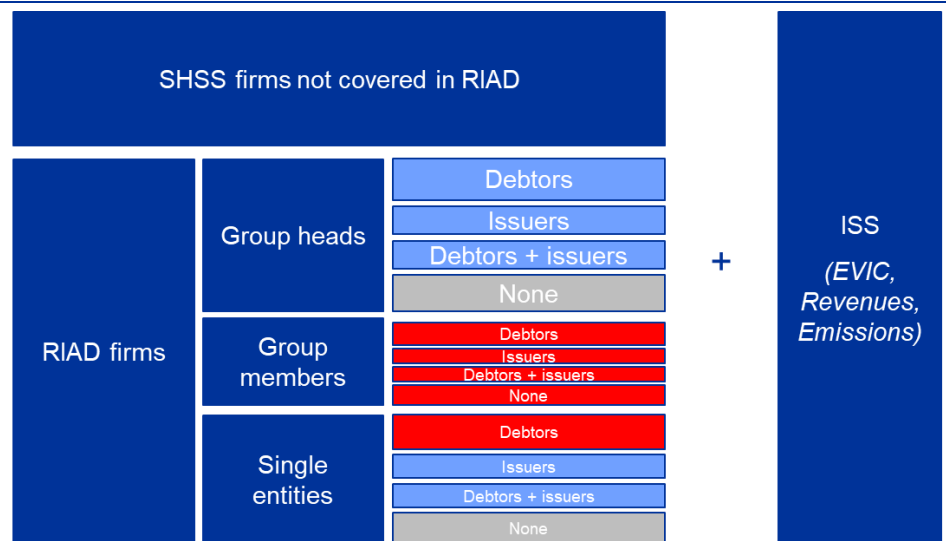 SHSS firms not covered in RIAD
RIAD firms
Group heads
Debtors
Issuers
Debtors + issuers
None
Group
members
Debtors
Issuers
Debtors + issuers
None
Single
entities
Debtors
Issuers
Debtors + issuers
None
+
ISS
(EVIC,
Revenues,
Emissions)